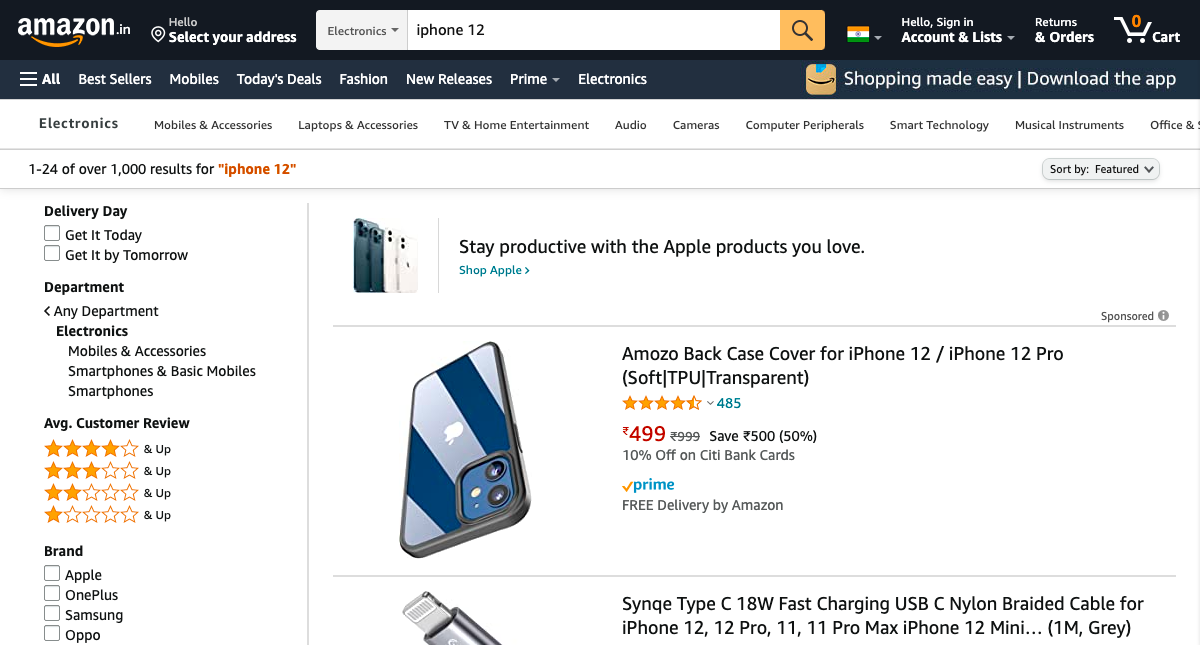 amazon.in
Hello
Select your address
Electronics
iphone 12
Hello, Sign in
Account & Lists
Returns
& Orders
0
Cart
All
Best Sellers
Mobiles
Today's Deals
Fashion
New Releases
Prime
Electronics
Shopping made easy | Download the app
Electronics
Mobiles & Accessories
Laptops & Accessories
TV & Home Entertainment
Audio
Cameras
Computer Peripherals
Smart Technology
Musical Instruments
Office &
1-24 of over 1,000 results for "iphone 12"
Sort by: Featured
Delivery Day
Get It Today
Get It by Tomorrow
Department
Any Department
Electronics
Mobiles & Accessories
Smartphones & Basic Mobiles
Smartphones
Avg. Customer Review
& Up
& Up
& Up
& Up
Brand
Apple
OnePlus
Samsung
Oppo
Stay productive with the Apple products you love.
Shop Apple ›
Sponsored
Amozo Back Case Cover for iPhone 12 / iPhone 12 Pro
(Soft|TPU|Transparent)
485
₹499 ₹999 Save ₹500 (50%)
10% Off on Citi Bank Cards
prime
FREE Delivery by Amazon
Synqe Type C 18W Fast Charging USB C Nylon Braided Cable for
iPhone 12, 12 Pro, 11, 11 Pro Max iPhone 12 Mini… (1M, Grey)